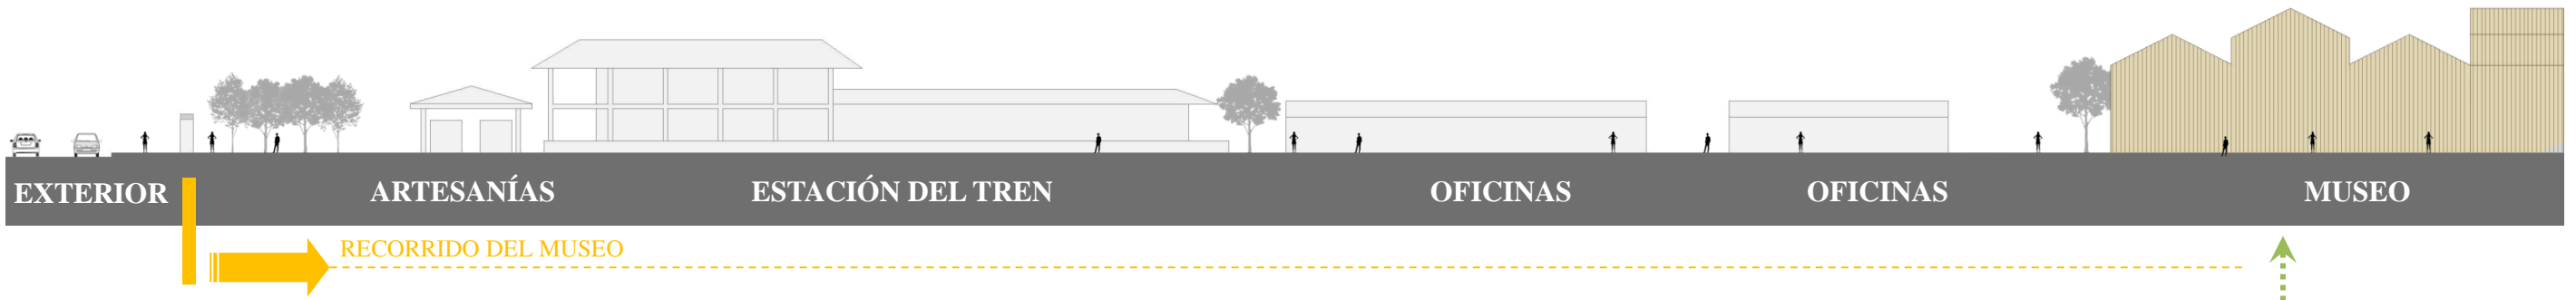 EXTERIOR
ARTESANÍAS
ESTACIÓN DEL TREN
OFICINAS
OFICINAS
MUSEO
RECORRIDO DEL MUSEO